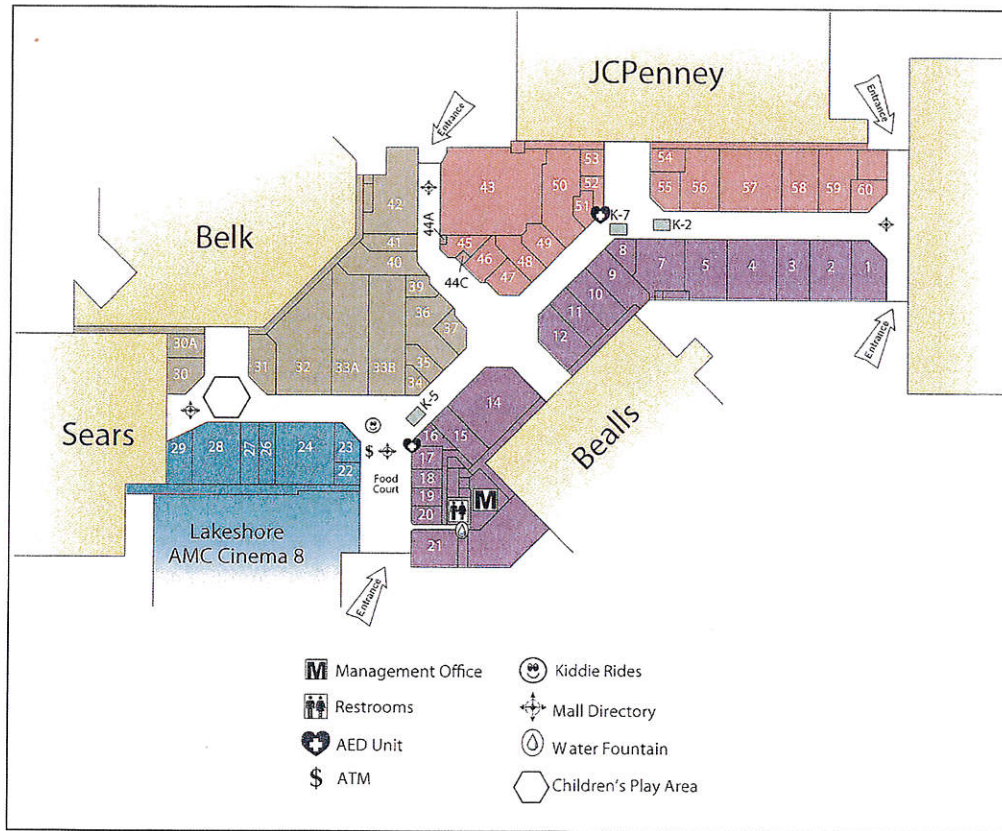 JCPenney
Entrance
Entrance
Belk
42
44A
43
50
53
52
51
54
55
56
57
58
59
60
K-7
K-2
41
40
45
46
47
48
49
44C
8
7
5
4
3
2
1
9
10
11
12
Entrance
39
36
37
35
34
30A
30
31
32
33A
33B
K-5
14
15
16
Sears
29
28
27
26
24
23
22
$
Food
Court
17
18
19
20
21
M
Bealls
Lakeshore
AMC Cinema 8
Entrance
M Management Office
Kiddie Rides
Restrooms
Mall Directory
AED Unit
Water Fountain
$ ATM
Children's Play Area